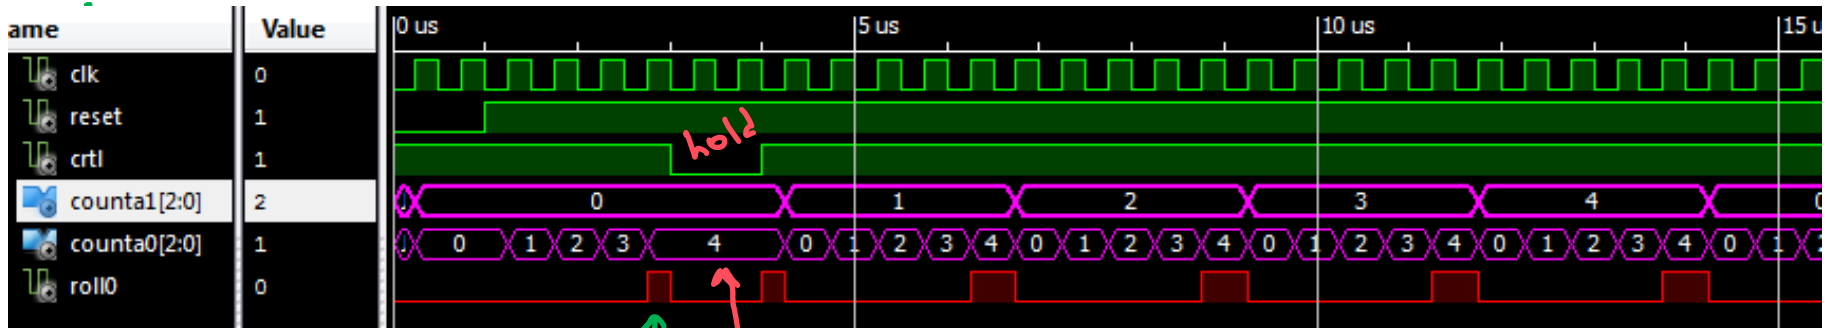 ame Value 0 us 5 us 10 us 15 u
clk 0
reset 1
hold
crtl 1
counta1[2:0] 2 0 1 2 3 4
counta0[2:0] 1 0 1 2 3 4 0 1 2 3 4 0 1 2 3 4 0 1 2 3 4 0 1 2 3 4 0 1
roll0 0